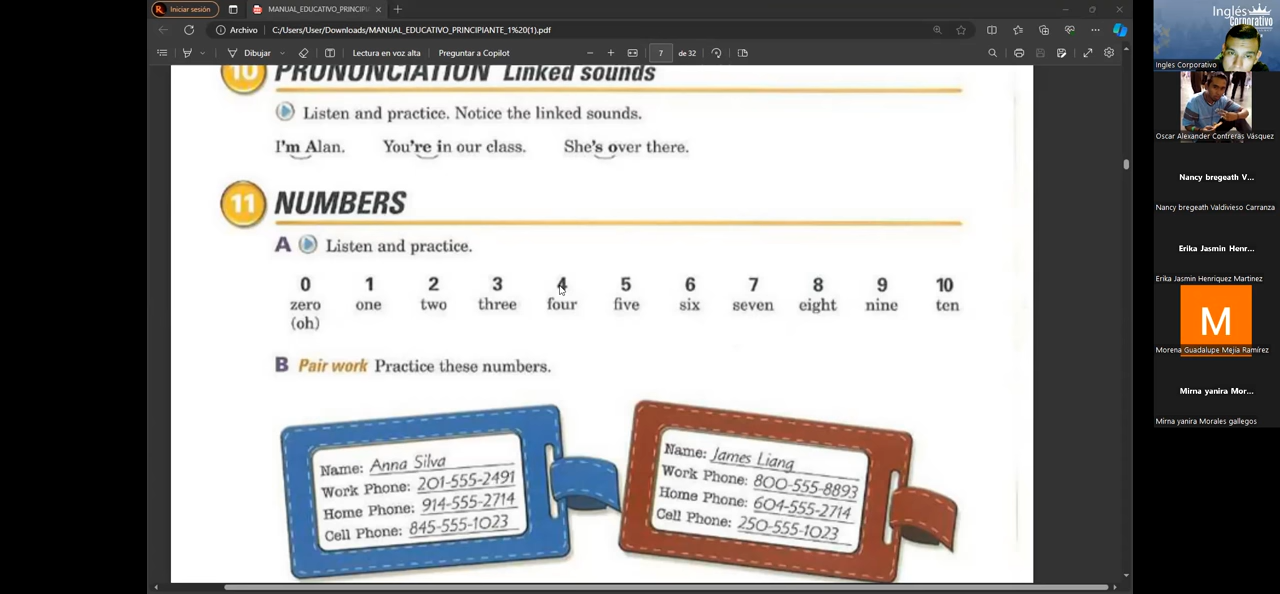 Iniciar sesión
MANUAL_EDUCATIVO_PRINCIPI
Archivo
C:/Users/User/Downloads/MANUAL_EDUCATIVO_PRINCIPIANTE_1%20(1).pdf
Dibujar
Lectura en voz alta
Preguntar a Copilot
7
de 32
10 PRONUNCIATION Linked sounds
Listen and practice. Notice the linked sounds.
I'm Alan. You're in our class. She's over there.
11 NUMBERS
A Listen and practice.
0 1 2 3 4 5 6 7 8 9 10
zero one two three four five six seven eight nine ten
(oh)
B Pair work Practice these numbers.
Name: Anna Silva
Work Phone: 201-555-2491
Home Phone: 914-555-2714
Cell Phone: 845-555-1023
Name: James Liang
Work Phone: 800-555-8893
Home Phone: 604-555-2714
Cell Phone: 250-555-1023
Inglés
Corporativo
Ingles Corporativo
Oscar Alexander Contreras Vásquez
Nancy bregeath V...
Nancy bregeath Valdivieso Carranza
Erika Jasmin Henr...
Erika Jasmin Henriquez Martinez
M
Morena Guadalupe Mejía Ramírez
Mirna yanira Mor...
Mirna yanira Morales gallegos